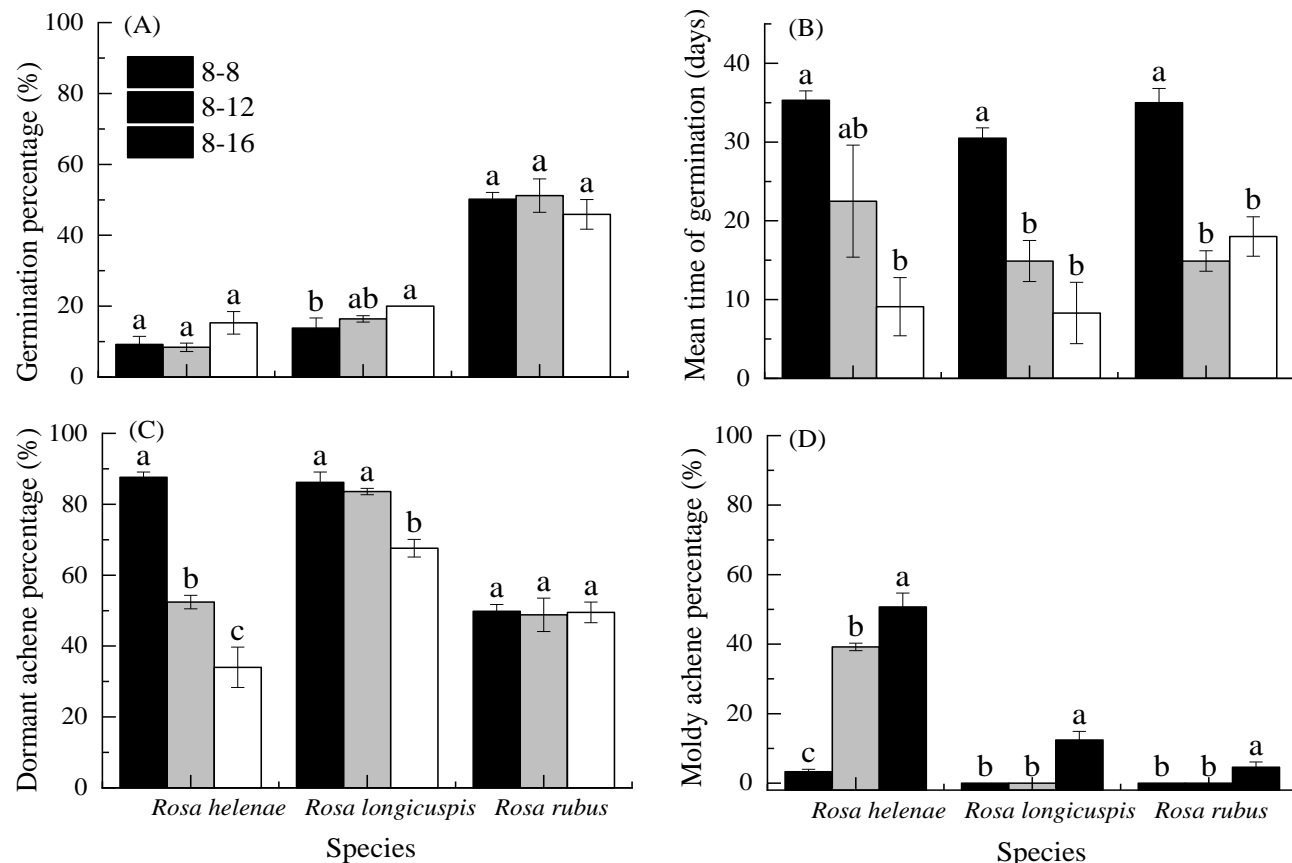 (A)
Germination percentage (%)
100
80
60
40
20
0
8-8
8-12
8-16
a a a
b ab a
a a a
(B)
Mean time of germination (days)
40
30
20
10
0
a ab b
a b b
a b b
(C)
Dormant achene percentage (%)
100
80
60
40
20
0
a b c
a a b
a a a
Rosa helenae Rosa longicuspis Rosa rubus
Species
(D)
Moldy achene percentage (%)
100
80
60
40
20
0
c b a
b b a
b b a
Rosa helenae Rosa longicuspis Rosa rubus
Species